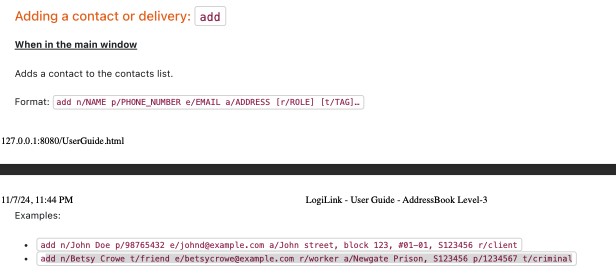 Adding a contact or delivery: add
When in the main window
Adds a contact to the contacts list.
Format: add n/NAME p/PHONE_NUMBER e/EMAIL a/ADDRESS [r/ROLE] [t/TAG]…
127.0.0.1:8080/UserGuide.html
11/7/24, 11:44 PM LogiLink - User Guide - AddressBook Level-3
Examples:
• add n/John Doe p/98765432 e/johnd@example.com a/John street, block 123, #01-01, S123456 r/client
• add n/Betsy Crowe t/friend e/betsycrowe@example.com r/worker a/Newgate Prison, S123456 p/1234567 t/criminal